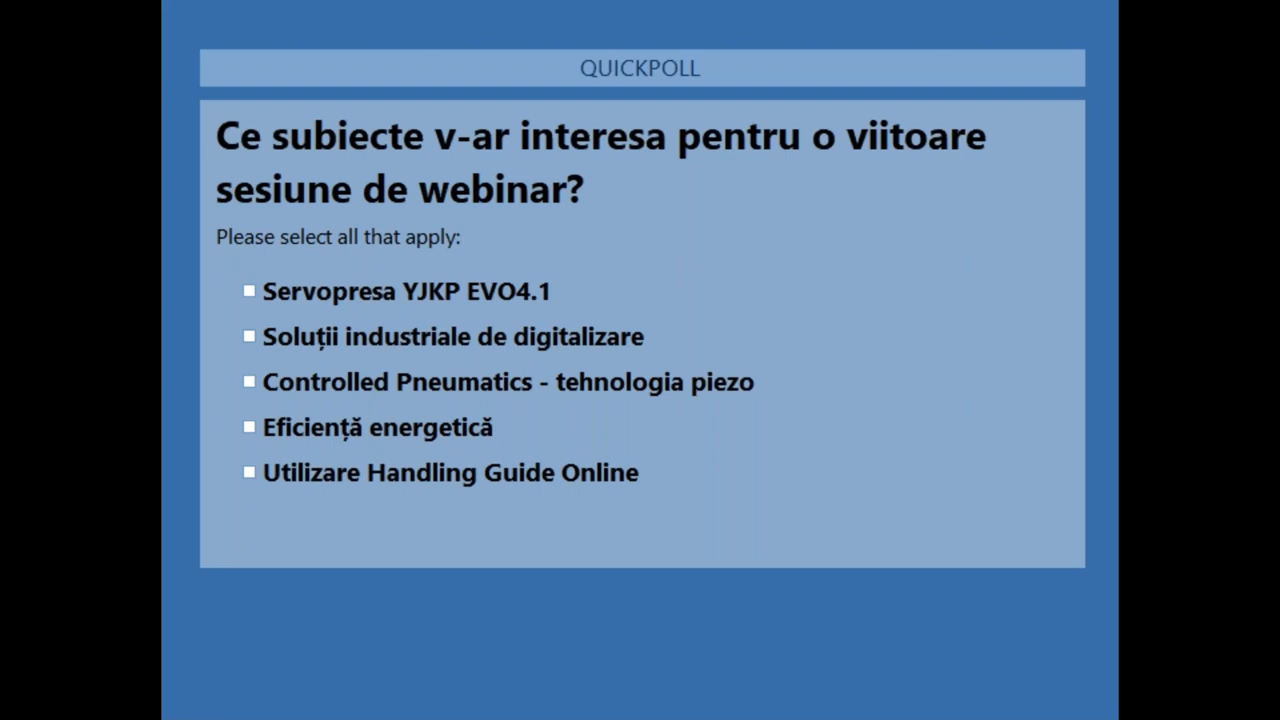 QUICKPOLL
Ce subiecte v-ar interesa pentru o viitoare
sesiune de webinar?
Please select all that apply:
Servopresa YJKP EVO4.1
Soluții industriale de digitalizare
Controlled Pneumatics - tehnologia piezo
Eficiență energetică
Utilizare Handling Guide Online